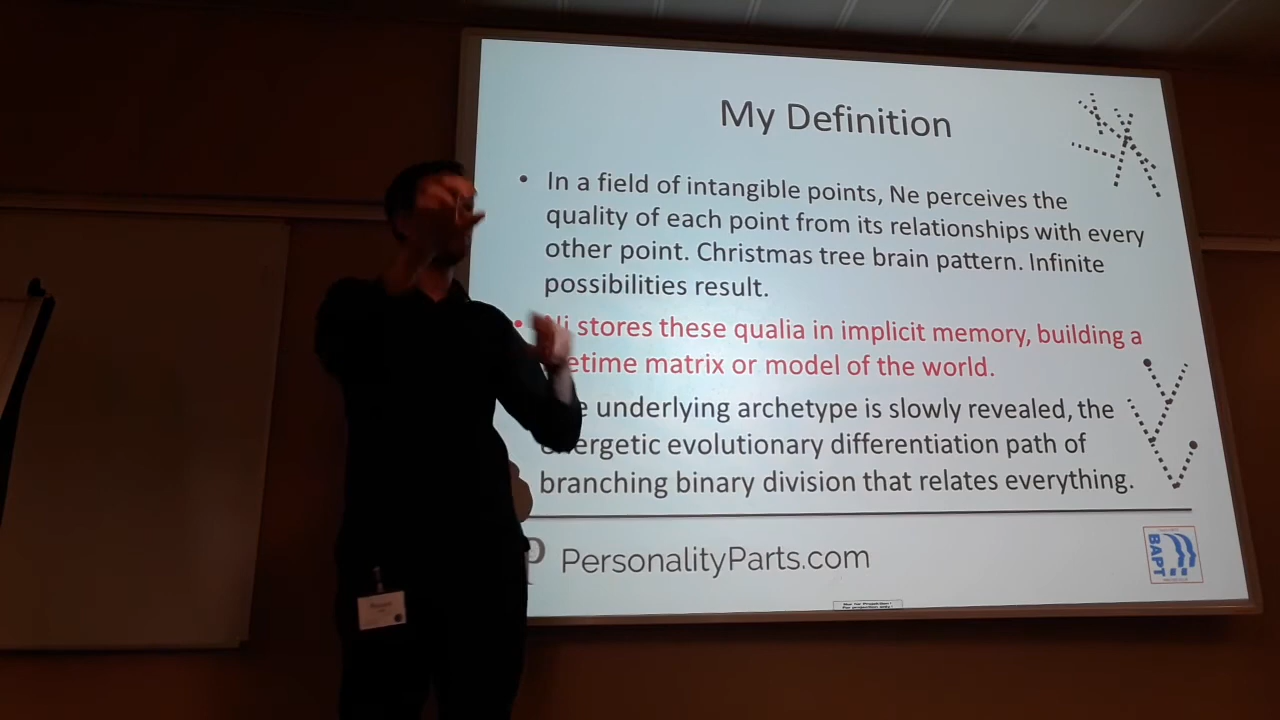 My Definition
• In a field of intangible points, Ne perceives the
quality of each point from its relationships with every
other point. Christmas tree brain pattern. Infinite
possibilities result.
• Ni stores these qualia in implicit memory, building a
etime matrix or model of the world.
e underlying archetype is slowly revealed, the
energetic evolutionary differentiation path of
branching binary division that relates everything.
p PersonalityParts.com
BAPT